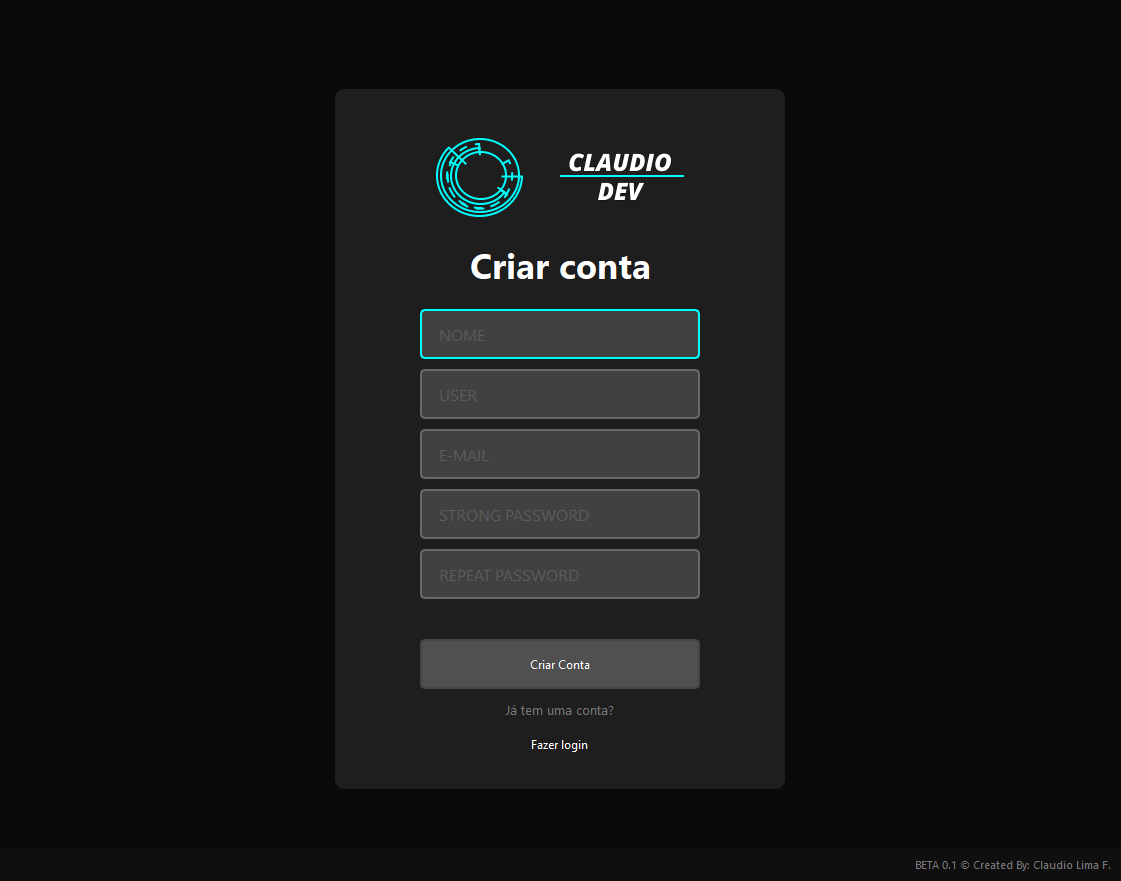 CLAUDIO
DEV
Criar conta
NOME
USER
E-MAIL
STRONG PASSWORD
REPEAT PASSWORD
Criar Conta
Já tem uma conta?
Fazer login
BETA 0.1 © Created By: Claudio Lima F.